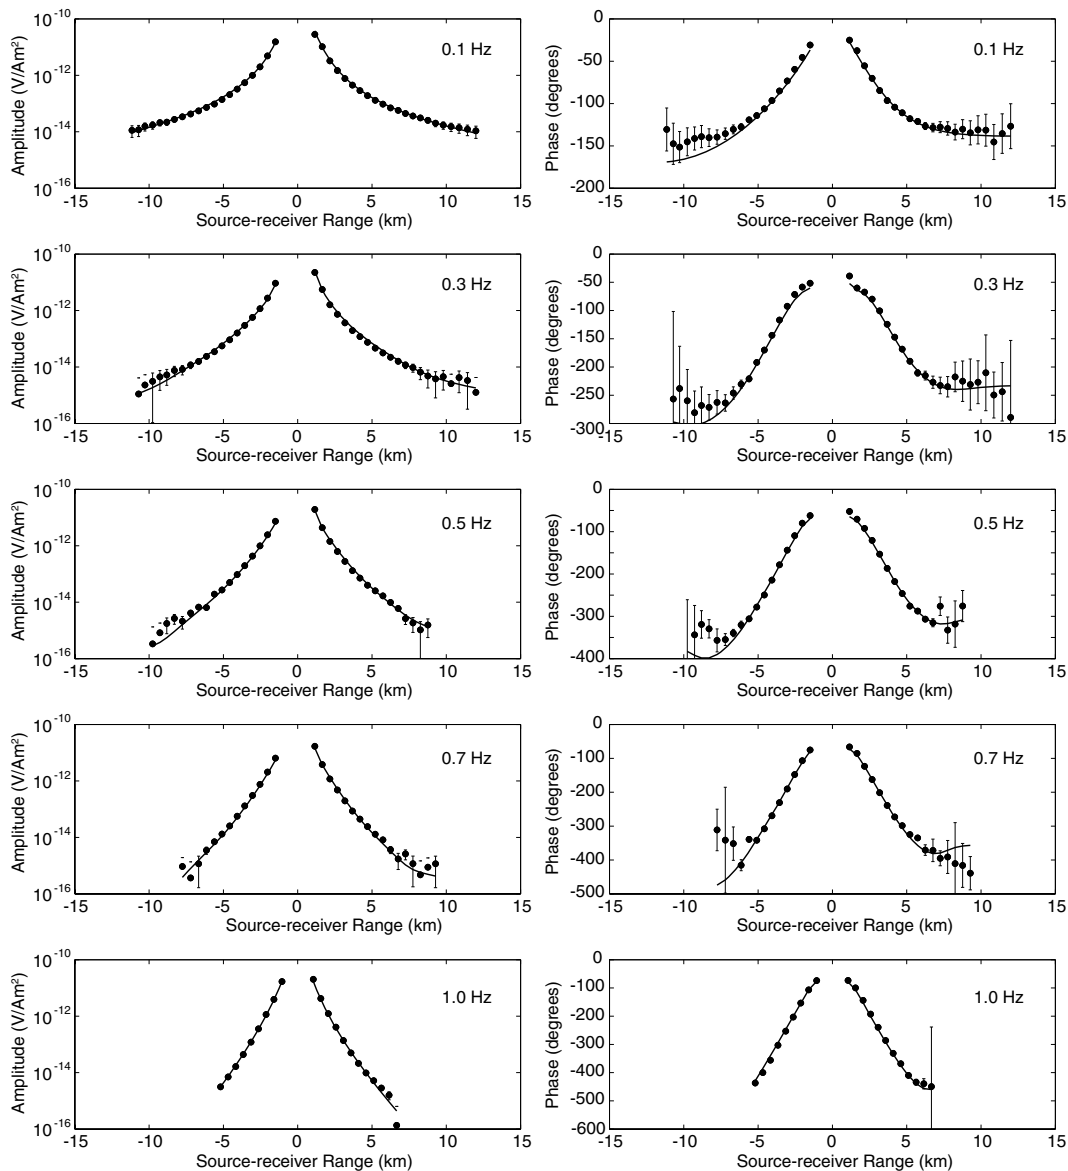 10⁻¹⁰
10⁻¹²
10⁻¹⁴
10⁻¹⁶
Amplitude (V/Am²)
0.1 Hz
-15 -10 -5 0 5 10 15
Source-receiver Range (km)
0
-50
-100
-150
-200
Phase (degrees)
0.1 Hz
-15 -10 -5 0 5 10 15
Source-receiver Range (km)
10⁻¹⁰
10⁻¹²
10⁻¹⁴
10⁻¹⁶
Amplitude (V/Am²)
0.3 Hz
-15 -10 -5 0 5 10 15
Source-receiver Range (km)
0
-50
-100
-150
-200
-250
-300
Phase (degrees)
0.3 Hz
-15 -10 -5 0 5 10 15
Source-receiver Range (km)
10⁻¹⁰
10⁻¹²
10⁻¹⁴
10⁻¹⁶
Amplitude (V/Am²)
0.5 Hz
-15 -10 -5 0 5 10 15
Source-receiver Range (km)
0
-100
-200
-300
-400
Phase (degrees)
0.5 Hz
-15 -10 -5 0 5 10 15
Source-receiver Range (km)
10⁻¹⁰
10⁻¹²
10⁻¹⁴
10⁻¹⁶
Amplitude (V/Am²)
0.7 Hz
-15 -10 -5 0 5 10 15
Source-receiver Range (km)
0
-100
-200
-300
-400
-500
Phase (degrees)
0.7 Hz
-15 -10 -5 0 5 10 15
Source-receiver Range (km)
10⁻¹⁰
10⁻¹²
10⁻¹⁴
10⁻¹⁶
Amplitude (V/Am²)
1.0 Hz
-15 -10 -5 0 5 10 15
Source-receiver Range (km)
0
-100
-200
-300
-400
-500
-600
Phase (degrees)
1.0 Hz
-15 -10 -5 0 5 10 15
Source-receiver Range (km)